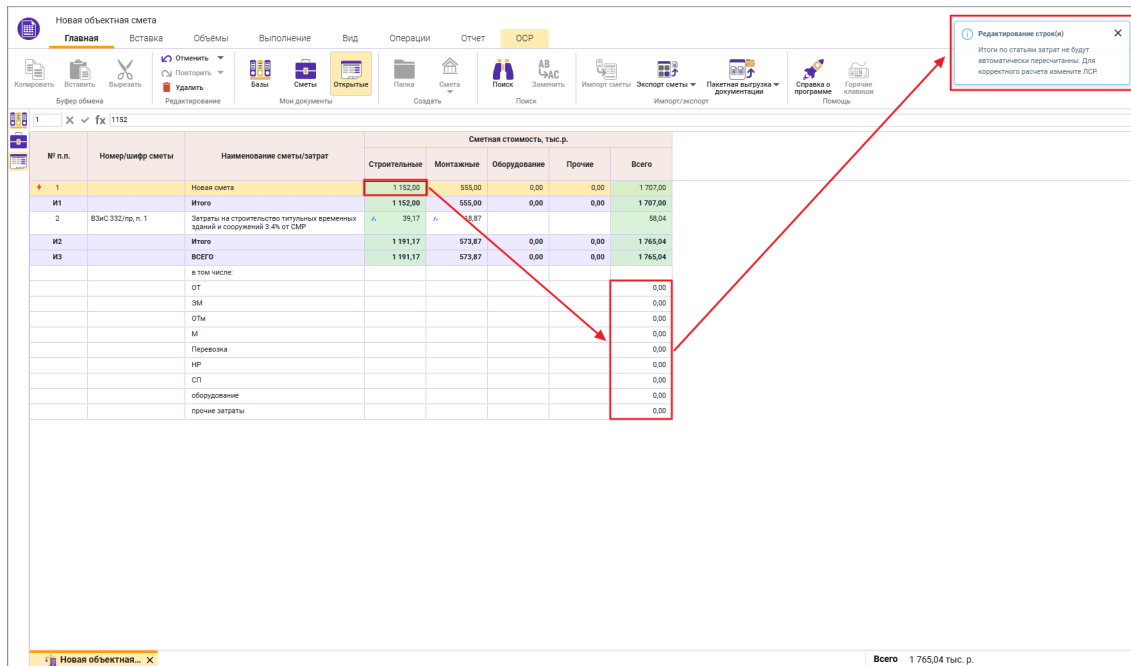 Новая объектная смета
Главная Вставка Объёмы Выполнение Вид Операции Отчет ОСР
Копировать Вставить Вырезать
Отменить
Повторить
Удалить
Базы Сметы Открытые Папка Смета Поиск Заменить Импорт сметы Экспорт сметы Пакетная выгрузка документации Справка о программе Горячие клавиши
AB
AC
Буфер обмена Редактирование Мои документы Создать Поиск Импорт/экспорт Помощь
Редактирование строк(и)
Итоги по статьям затрат не будут
автоматически пересчитанны. Для
корректного расчета измените ЛСР.
1 fx 1152
№ п.п. Номер/шифр сметы Наименование сметы/затрат Сметная стоимость, тыс.р.
Строительные Монтажные Оборудование Прочие Всего
1 Новая смета 1 152,00 555,00 0,00 0,00 1 707,00
И1 Итого 1 152,00 555,00 0,00 0,00 1 707,00
2 ВЗиС 332/пр, п. 1 Затраты на строительство титульных временных 39,17 18,87 58,04
зданий и сооружений 3.4% от СМР
И2 Итого 1 191,17 573,87 0,00 0,00 1 765,04
И3 ВСЕГО 1 191,17 573,87 0,00 0,00 1 765,04
в том числе:
ОТ 0,00
ЭМ 0,00
ОТм 0,00
М 0,00
Перевозка 0,00
НР 0,00
СП 0,00
оборудование 0,00
прочие затраты 0,00
Новая объектная...
Всего 1 765,04 тыс. р.